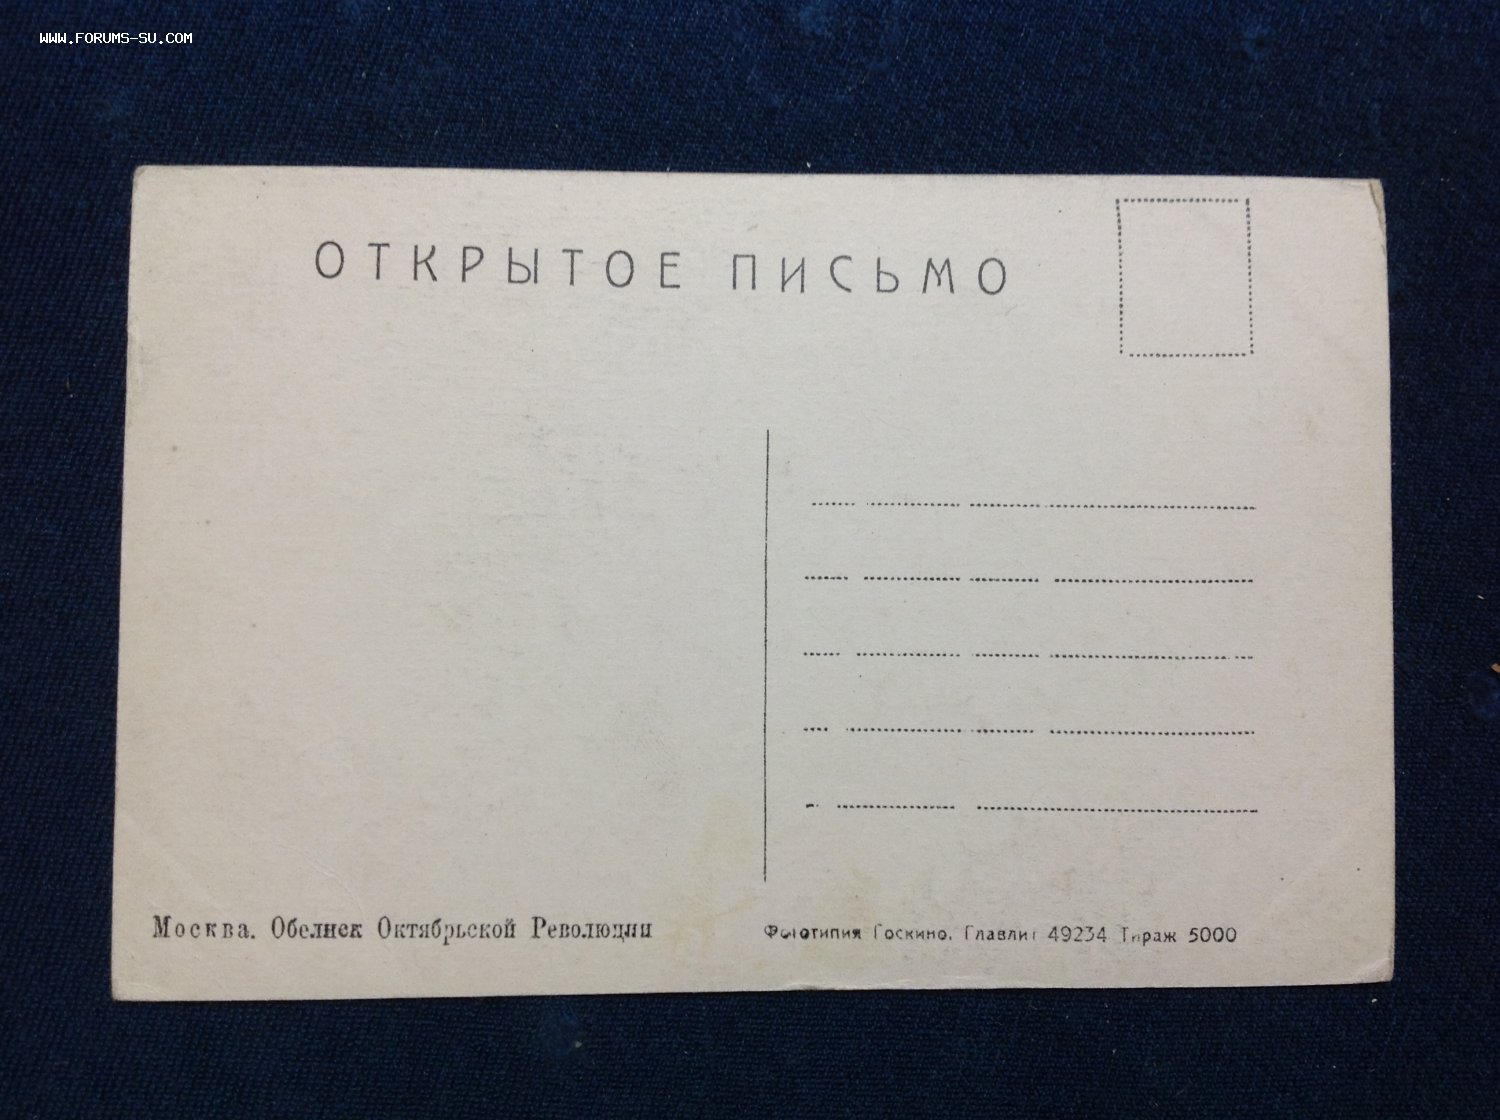 WWW.FORUMS-SU.COM
ОТКРЫТОЕ ПИСЬМО
Москва. Обелиск Октябрьской Революции
Фототипия Госкино. Главлит 49234 Тираж 5000